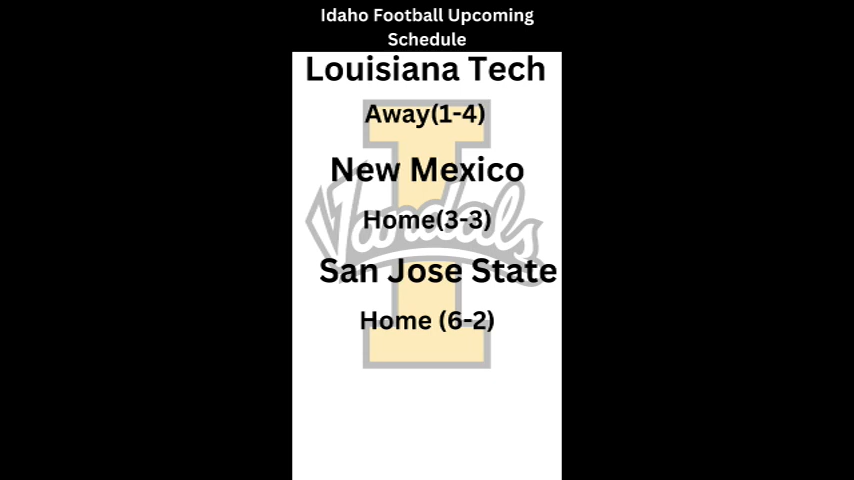 Idaho Football Upcoming
Schedule
Louisiana Tech
Away(1-4)
New Mexico
Vandals
Home(3-3)
San Jose State
Home (6-2)